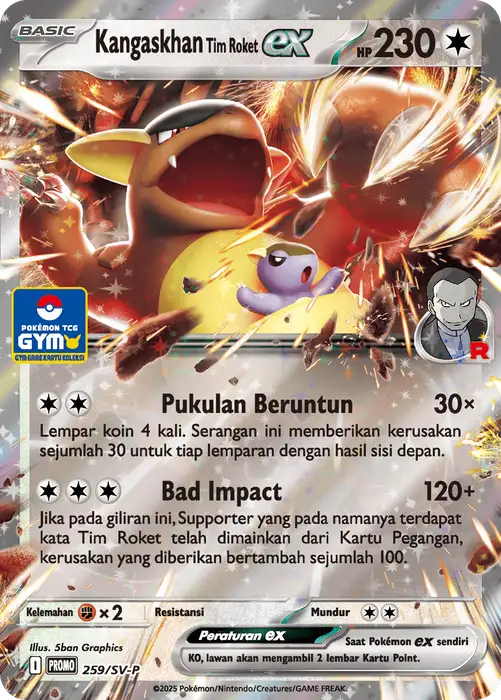 BASIC
Kangaskhan Tim Roket ex HP 230
POKÉMON TCG
GYM
GYM GAME KARTU KOLEKSI
R
Pukulan Beruntun 30×
Lempar koin 4 kali. Serangan ini memberikan kerusakan
sejumlah 30 untuk tiap lemparan dengan hasil sisi depan.
Bad Impact 120+
Jika pada giliran ini, Supporter yang pada namanya terdapat
kata Tim Roket telah dimainkan dari Kartu Pegangan,
kerusakan yang diberikan bertambah sejumlah 100.
Kelemahan ×2 Resistansi Mundur
Illus. 5ban Graphics
Peraturan ex Saat Pokémon ex sendiri
KO, lawan akan mengambil 2 lembar Kartu Point.
I PROMO 259/SV-P
©2025 Pokémon/Nintendo/Creatures/GAME FREAK.